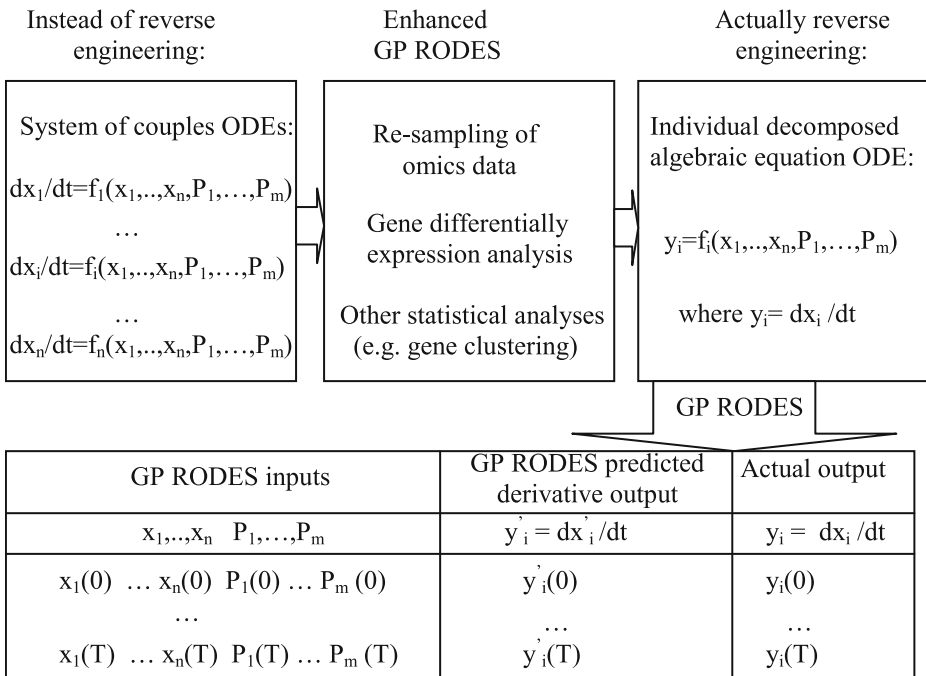 Instead of reverse
engineering:
Enhanced
GP RODES
Actually reverse
engineering:
System of couples ODEs:
dx₁/dt=f₁(x₁,..,xₙ,P₁,…,Pₘ)
…
dxᵢ/dt=fᵢ(x₁,..,xₙ,P₁,…,Pₘ)
…
dxₙ/dt=fₙ(x₁,..,xₙ,P₁,…,Pₘ)
Re-sampling of
omics data
Gene differentially
expression analysis
Other statistical analyses
(e.g. gene clustering)
Individual decomposed
algebraic equation ODE:
yᵢ=fᵢ(x₁,..,xₙ,P₁,…,Pₘ)
where yᵢ= dxᵢ /dt
GP RODES
GP RODES inputs
GP RODES predicted
derivative output
Actual output
x₁,..,xₙ P₁,…,Pₘ
y'ᵢ = dx'ᵢ /dt
yᵢ = dxᵢ /dt
x₁(0) … xₙ(0) P₁(0) … Pₘ (0)
y'ᵢ(0)
yᵢ(0)
…
…
…
x₁(T) … xₙ(T) P₁(T) … Pₘ (T)
y'ᵢ(T)
yᵢ(T)